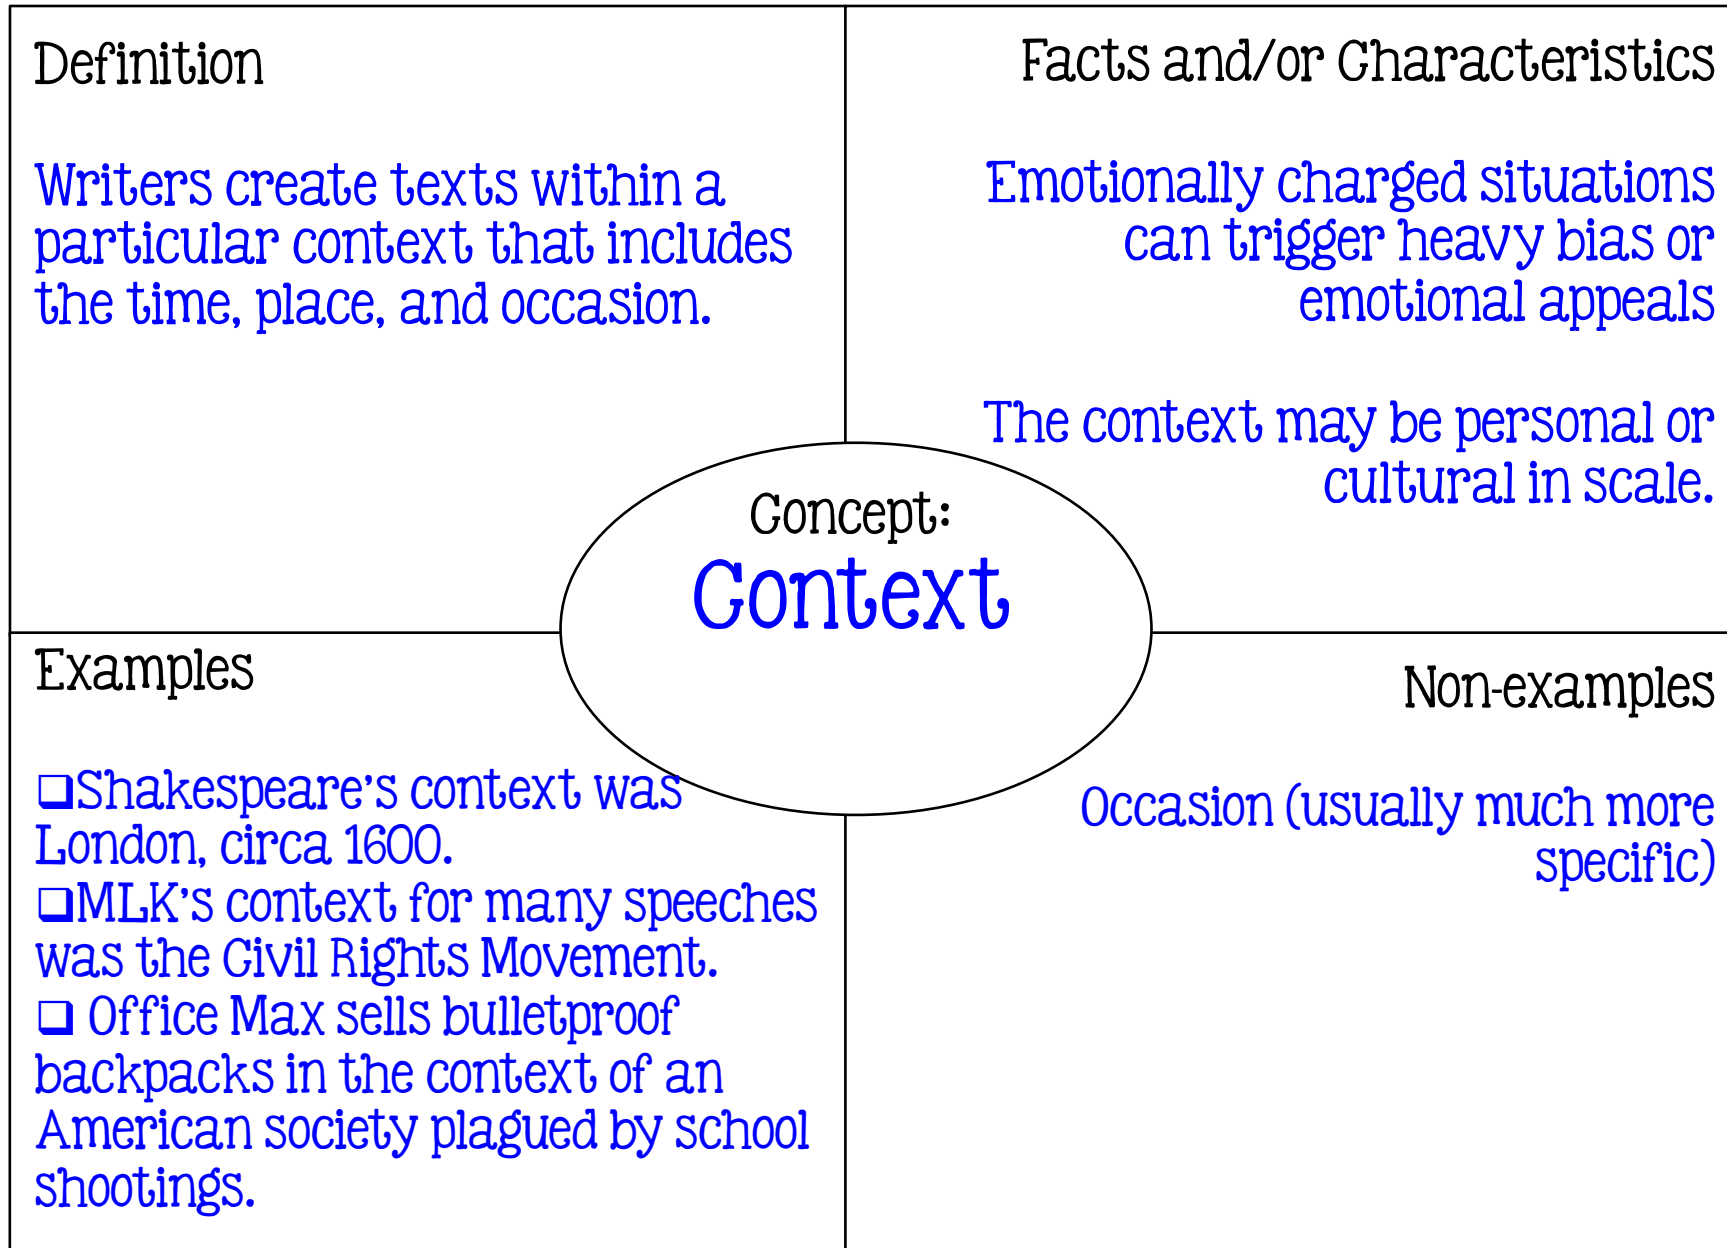 Definition
Writers create texts within a
particular context that includes
the time, place, and occasion.
Facts and/or Characteristics
Emotionally charged situations
can trigger heavy bias or
emotional appeals
The context may be personal or
cultural in scale.
Concept:
Context
Examples
❑Shakespeare’s context was
London, circa 1600.
❑MLK’s context for many speeches
was the Civil Rights Movement.
❑ Office Max sells bulletproof
backpacks in the context of an
American society plagued by school
shootings.
Non-examples
Occasion (usually much more
specific)